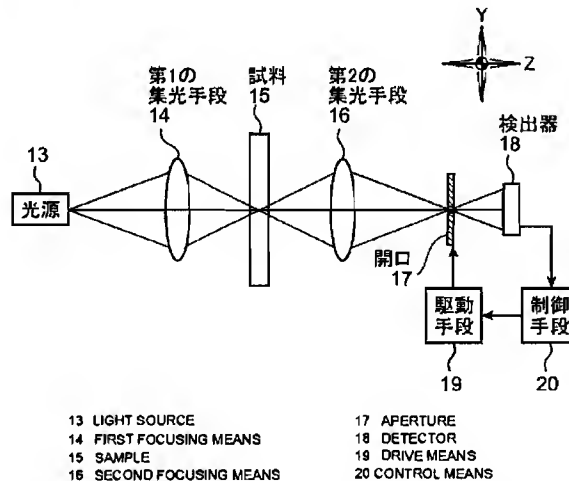 Y
Z
13
光源
第1の
集光手段
14
試料
15
第2の
集光手段
16
検出器
18
開口
17
駆動
手段
19
制御
手段
20
13 LIGHT SOURCE
14 FIRST FOCUSING MEANS
15 SAMPLE
16 SECOND FOCUSING MEANS
17 APERTURE
18 DETECTOR
19 DRIVE MEANS
20 CONTROL MEANS